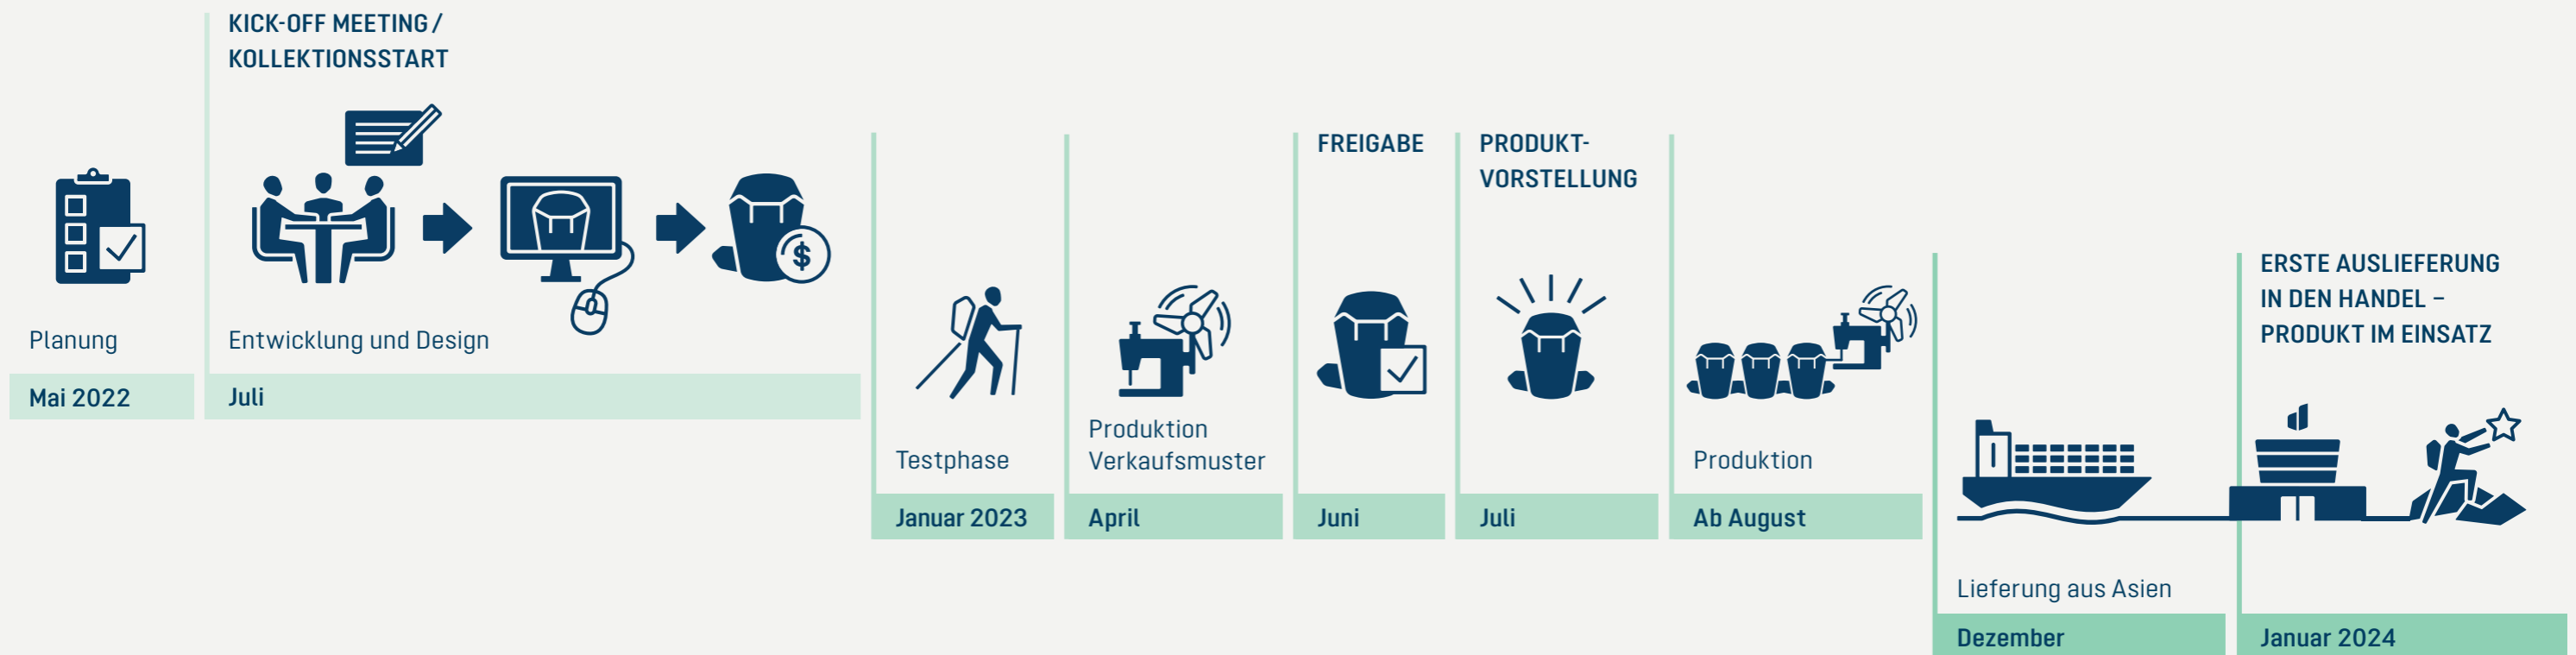 KICK-OFF MEETING /
KOLLEKTIONSSTART
Planung
Mai 2022
Entwicklung und Design
Juli
$
Testphase
Januar 2023
Produktion
Verkaufsmuster
April
FREIGABE
Juni
PRODUKT-
VORSTELLUNG
Juli
Produktion
Ab August
Lieferung aus Asien
Dezember
ERSTE AUSLIEFERUNG
IN DEN HANDEL –
PRODUKT IM EINSATZ
Januar 2024